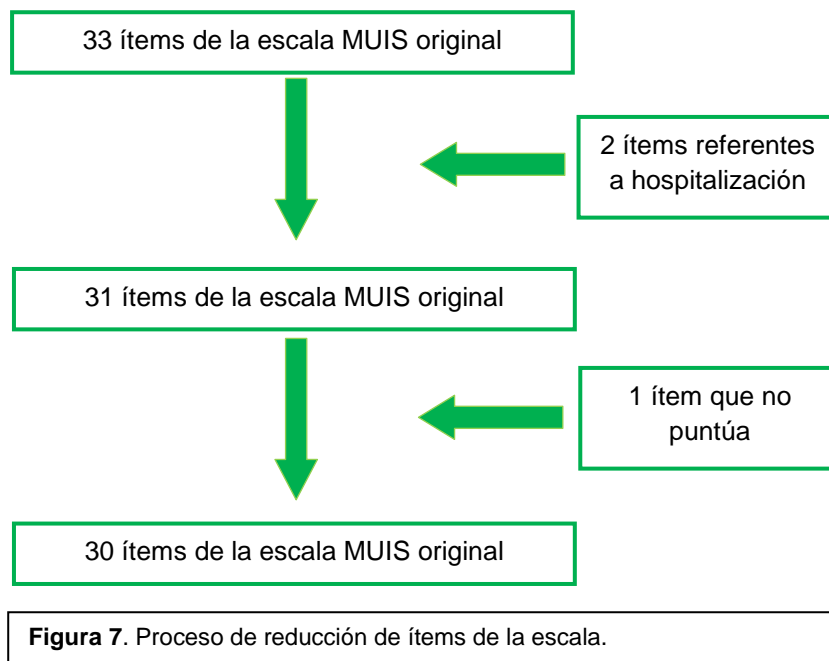 33 ítems de la escala MUIS original
2 ítems referentes
a hospitalización
31 ítems de la escala MUIS original
1 ítem que no
puntúa
30 ítems de la escala MUIS original
Figura 7. Proceso de reducción de ítems de la escala.